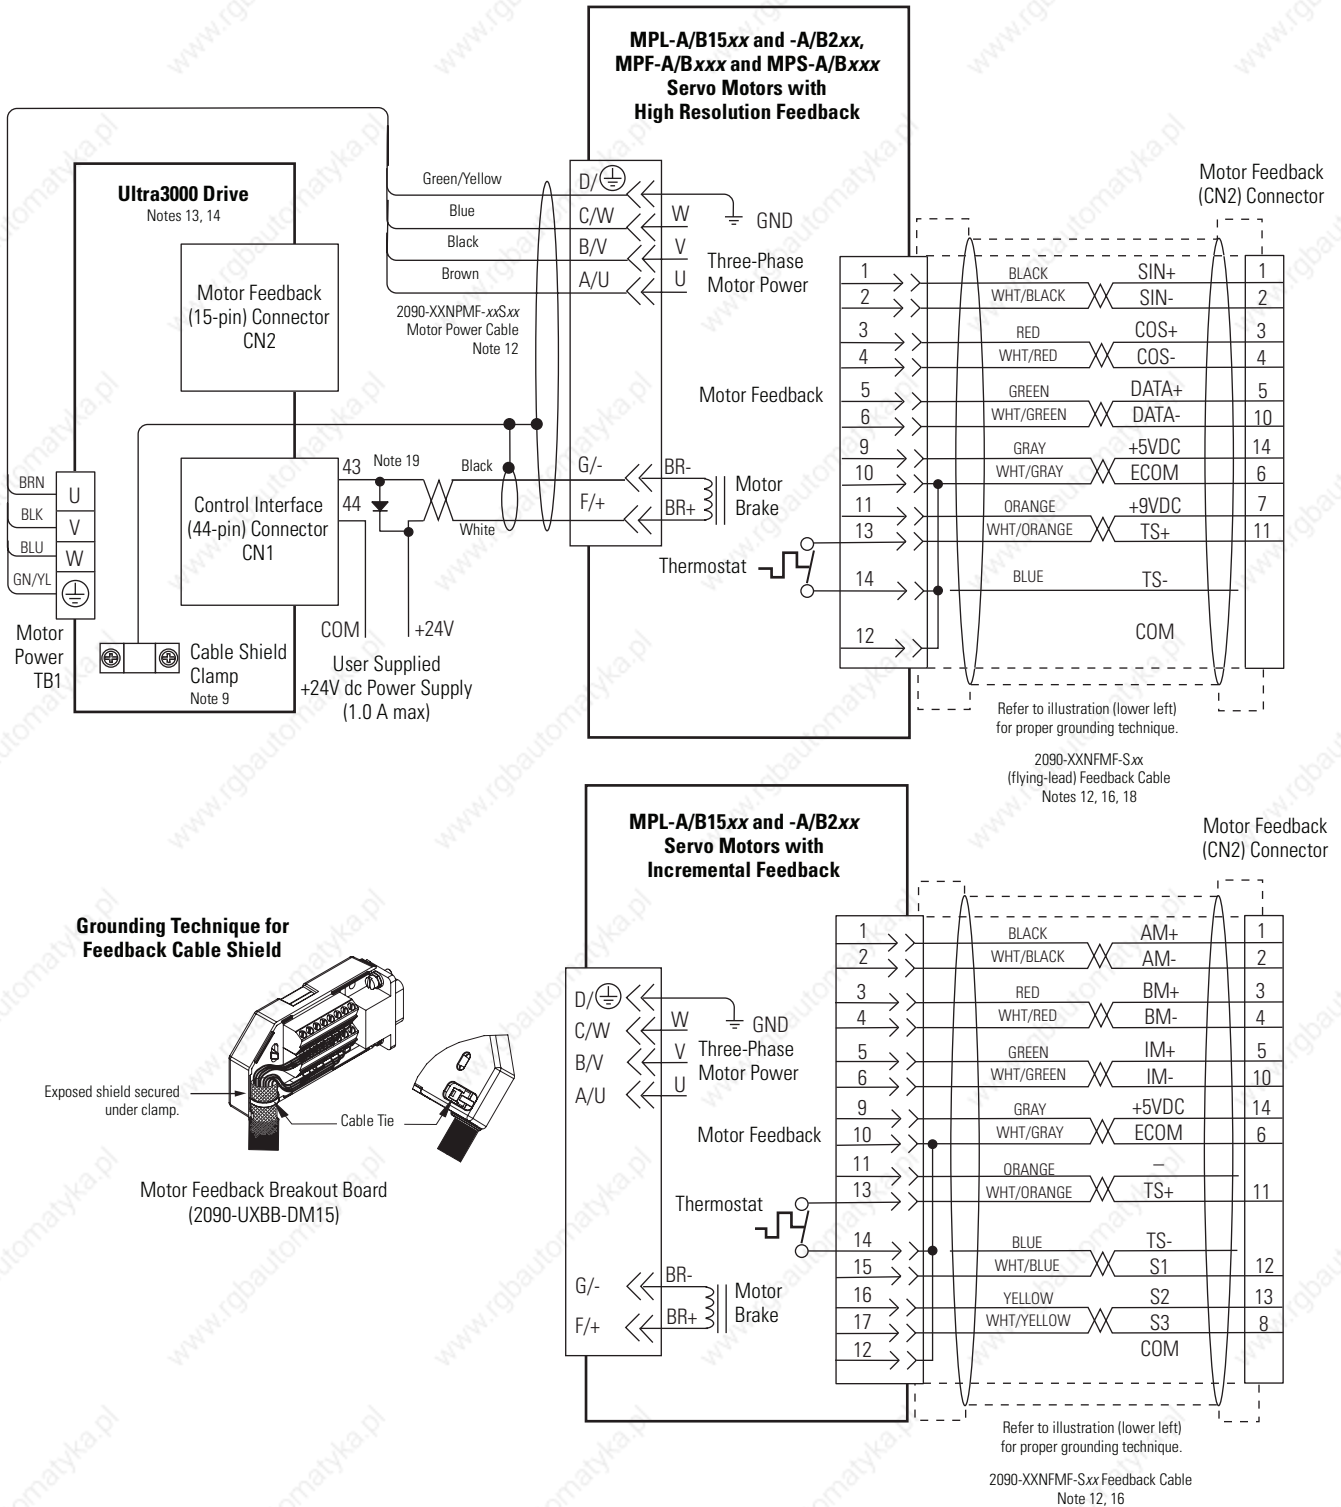 MPL-A/B15xx and -A/B2xx,
MPF-A/Bxxx and MPS-A/Bxxx
Servo Motors with
High Resolution Feedback
Ultra3000 Drive
Notes 13, 14
Motor Feedback
(15-pin) Connector
CN2
Control Interface
(44-pin) Connector
CN1
43
44
Note 19
BRN
BLK
BLU
GN/YL
U
V
W
Motor
Power
TB1
Cable Shield
Clamp
Note 9
COM
+24V
User Supplied
+24V dc Power Supply
(1.0 A max)
Green/Yellow
Blue
Black
Brown
2090-XXNPMF-xxSxx
Motor Power Cable
Note 12
Black
White
D/
C/W
B/V
A/U
G/-
F/+
W
V
U
GND
Three-Phase
Motor Power
Motor Feedback
BR-
BR+
Motor
Brake
Thermostat
Motor Feedback
(CN2) Connector
1 BLACK SIN+ 1
2 WHT/BLACK SIN- 2
3 RED COS+ 3
4 WHT/RED COS- 4
5 GREEN DATA+ 5
6 WHT/GREEN DATA- 10
9 GRAY +5VDC 14
10 WHT/GRAY ECOM 6
11 ORANGE +9VDC 7
13 WHT/ORANGE TS+ 11
14 BLUE TS-
12 COM
Refer to illustration (lower left)
for proper grounding technique.
2090-XXNFMF-Sxx
(flying-lead) Feedback Cable
Notes 12, 16, 18
MPL-A/B15xx and -A/B2xx
Servo Motors with
Incremental Feedback
Motor Feedback
(CN2) Connector
D/
C/W
B/V
A/U
G/-
F/+
W
V
U
GND
Three-Phase
Motor Power
Motor Feedback
Thermostat
BR-
BR+
Motor
Brake
1 BLACK AM+ 1
2 WHT/BLACK AM- 2
3 RED BM+ 3
4 WHT/RED BM- 4
5 GREEN IM+ 5
6 WHT/GREEN IM- 10
9 GRAY +5VDC 14
10 WHT/GRAY ECOM 6
11 ORANGE –
13 WHT/ORANGE TS+ 11
14 BLUE TS-
15 WHT/BLUE S1 12
16 YELLOW S2 13
17 WHT/YELLOW S3 8
12 COM
Refer to illustration (lower left)
for proper grounding technique.
2090-XXNFMF-Sxx Feedback Cable
Note 12, 16
Grounding Technique for
Feedback Cable Shield
Exposed shield secured
under clamp.
Cable Tie
Motor Feedback Breakout Board
(2090-UXBB-DM15)
www.rgbautomatyka.pl